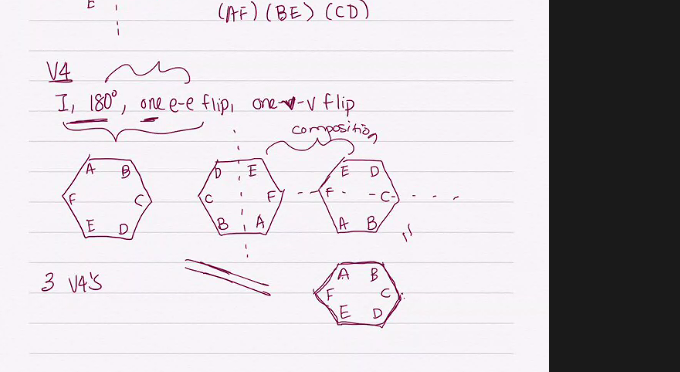 E
(AF) (BE) (CD)
V4
I, 180°, one e-e flip, one v-v flip
composition
A B
F C
E D
D E
C F
B A
E D
F C
A B
3 V4'S
A B
F C
E D